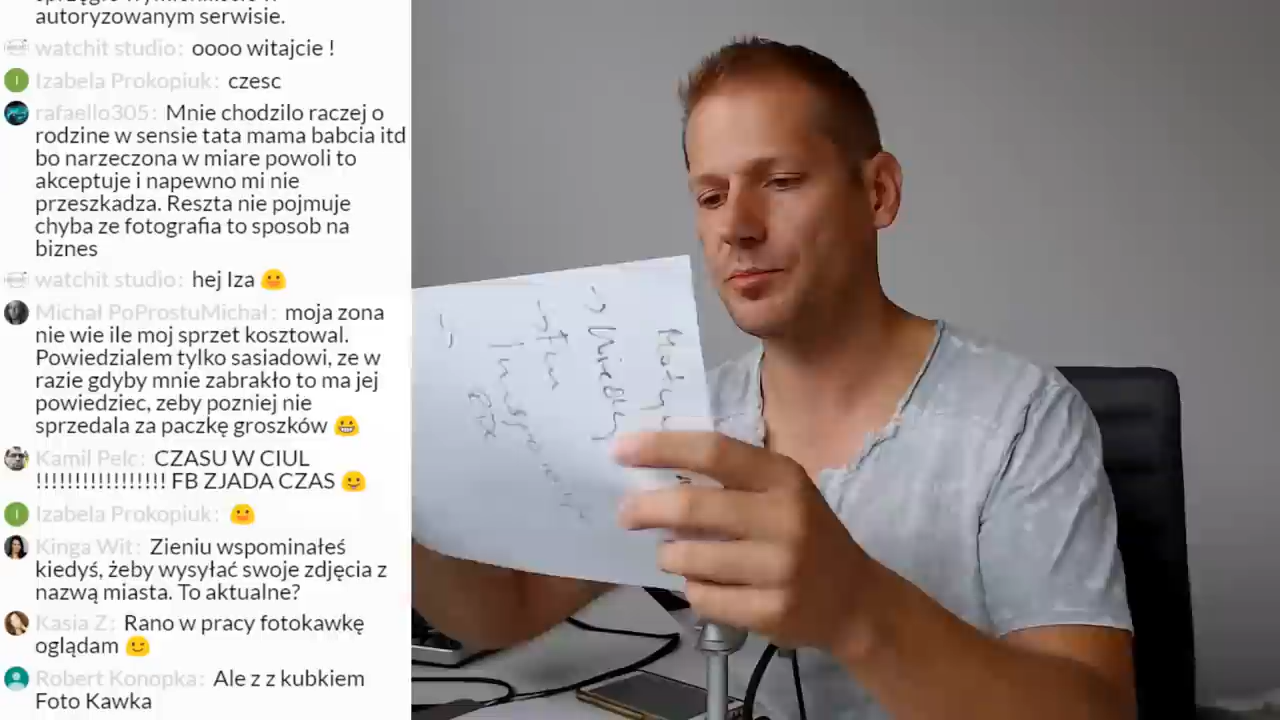 autoryzowanym serwisie.
watchit studio: oooo witajcie !
Izabela Prokopiuk: czesc
rafaello305: Mnie chodzilo raczej o
rodzine w sensie tata mama babcia itd
bo narzeczona w miare powoli to
akceptuje i napewno mi nie
przeszkadza. Reszta nie pojmuje
chyba ze fotografia to sposob na
biznes
watchit studio: hej Iza
Michał PoProstuMichał: moja zona
nie wie ile moj sprzet kosztowal.
Powiedzialem tylko sasiadowi, ze w
razie gdyby mnie zabrakło to ma jej
powiedziec, zeby pozniej nie
sprzedala za paczkę groszków
Kamil Pelc: CZASU W CIUL
!!!!!!!!!!!!!!!!! FB ZJADA CZAS
Izabela Prokopiuk:
Kinga Wit: Zieniu wspominałeś
kiedyś, żeby wysyłać swoje zdjęcia z
nazwą miasta. To aktualne?
Kasia Z: Rano w pracy fotokawkę
oglądam
Robert Konopka: Ale z z kubkiem
Foto Kawka